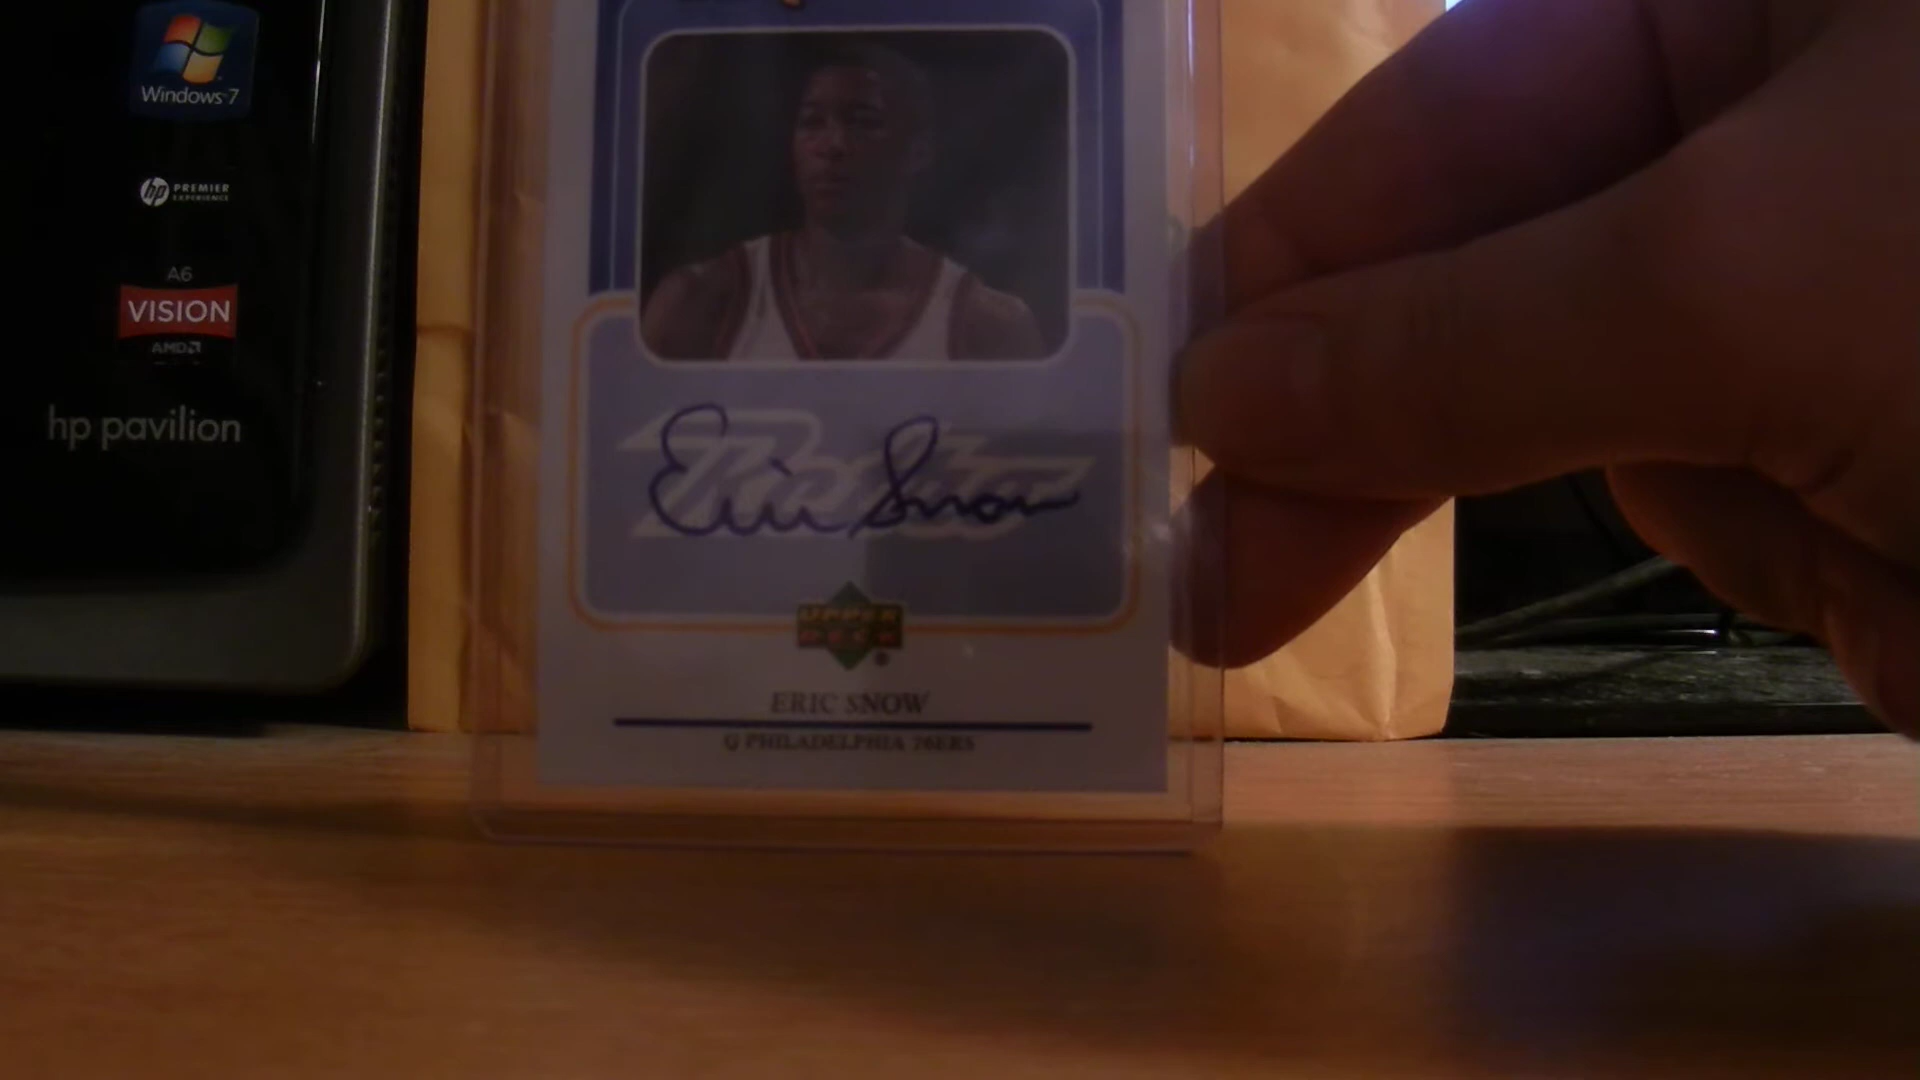 Windows 7
hp PREMIER
EXPERIENCE
A6
VISION
AMD
hp pavilion
Eric Snow
UPPER
DECK
ERIC SNOW
G PHILADELPHIA 76ERS